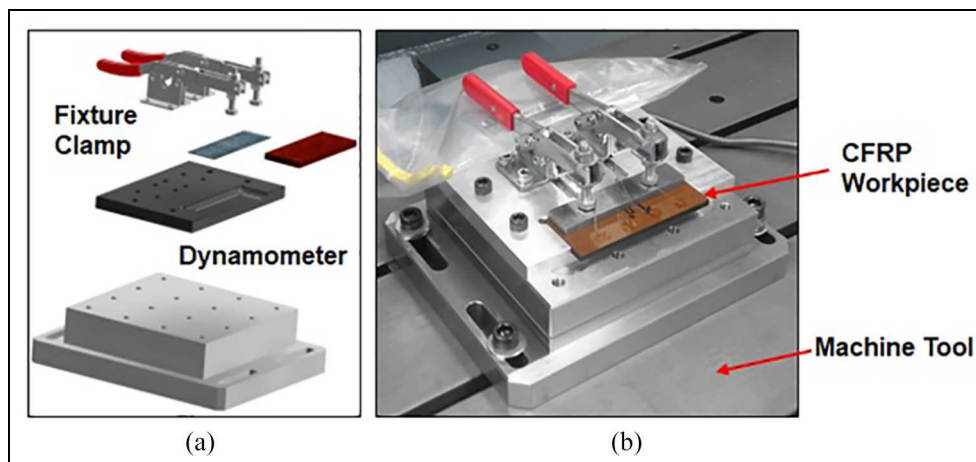 Fixture
Clamp
Dynamometer
CFRP
Workpiece
Machine Tool
(a)
(b)